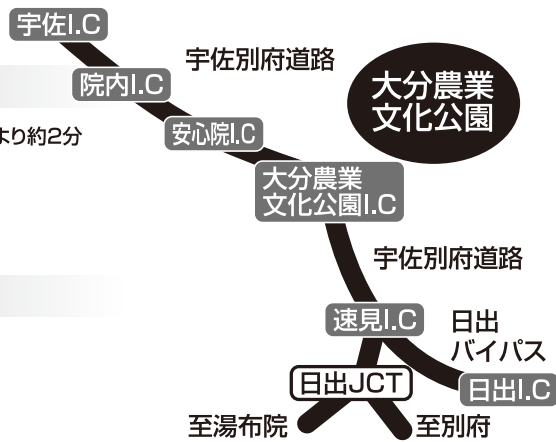 宇佐I.C
宇佐別府道路
院内I.C
大分農業
文化公園
より約2分
安心院I.C
大分農業
文化公園I.C
宇佐別府道路
速見I.C
日出
バイパス
日出JCT
日出I.C
至湯布院
至別府